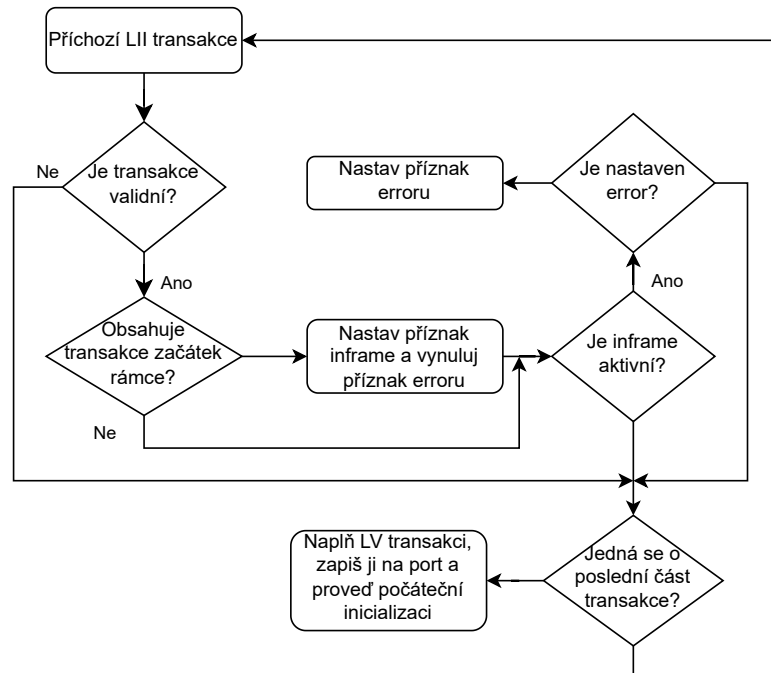 Příchozí LII transakce
Ne
Je transakce
validní?
Nastav příznak
erroru
Je nastaven
error?
Ano
Ano
Obsahuje
transakce začátek
rámce?
Nastav příznak
inframe a vynuluj
příznak erroru
Je inframe
aktivní?
Ne
Naplň LV transakci,
zapiš ji na port a
proveď počáteční
inicializaci
Jedná se o
poslední část
transakce?